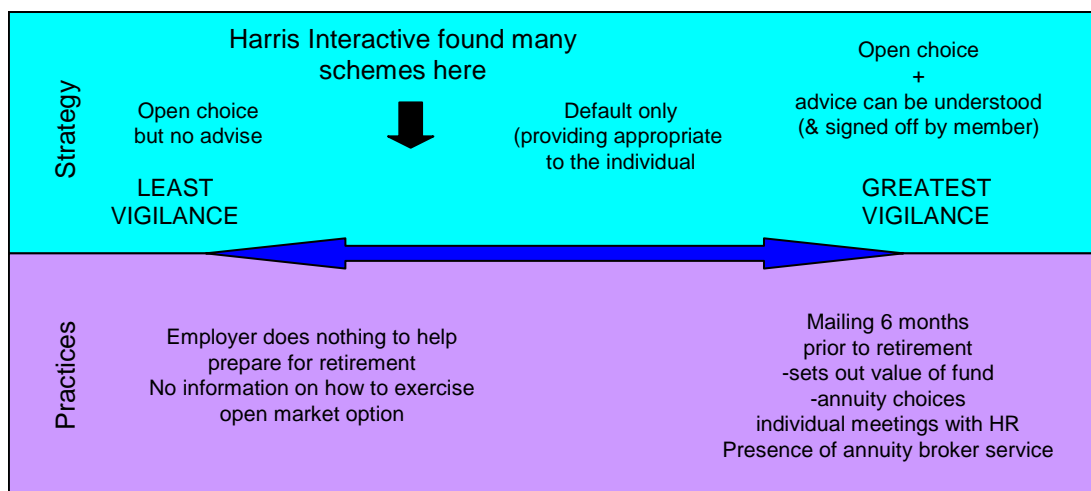 Strategy
Harris Interactive found many
schemes here
Open choice
but no advise
Default only
(providing appropriate
to the individual
Open choice
+
advice can be understood
(& signed off by member)
LEAST
VIGILANCE
GREATEST
VIGILANCE
Practices
Employer does nothing to help
prepare for retirement
No information on how to exercise
open market option
Mailing 6 months
prior to retirement
-sets out value of fund
-annuity choices
individual meetings with HR
Presence of annuity broker service